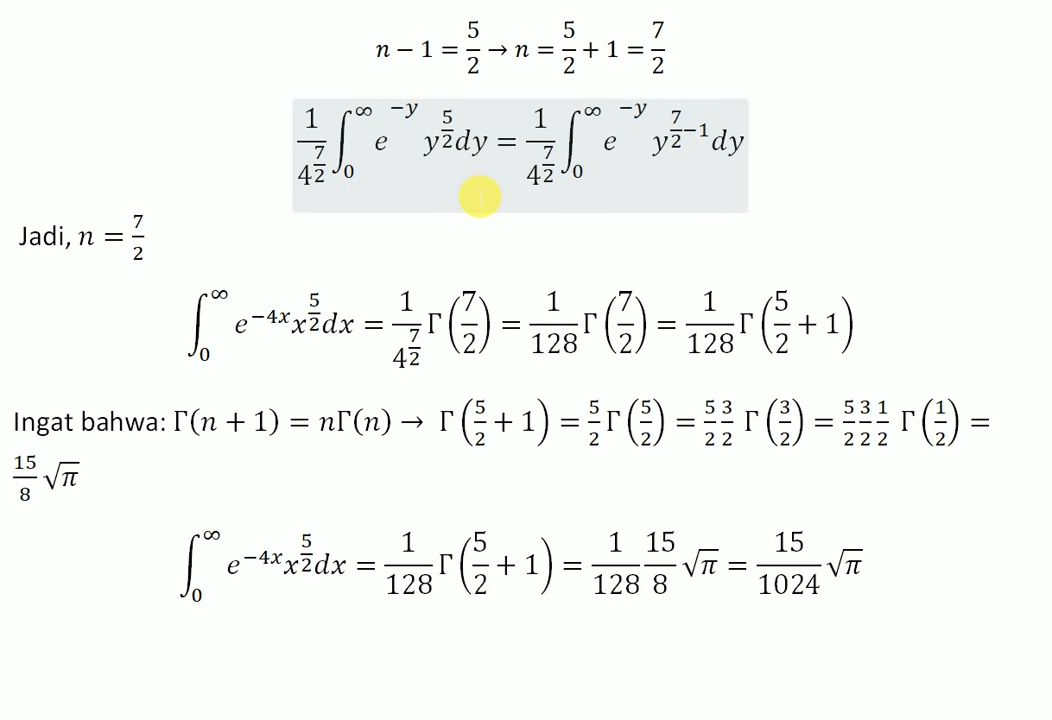 n − 1 = 5/2 → n = 5/2 + 1 = 7/2
1/4^(7/2) ∫₀^∞ e^(−y) y^(5/2) dy = 1/4^(7/2) ∫₀^∞ e^(−y) y^(7/2−1) dy
Jadi, n = 7/2
∫₀^∞ e^(−4x) x^(5/2) dx = 1/4^(7/2) Γ(7/2) = 1/128 Γ(7/2) = 1/128 Γ(5/2 + 1)
Ingat bahwa: Γ(n + 1) = nΓ(n) → Γ(5/2 + 1) = 5/2 Γ(5/2) = 5/2 3/2 Γ(3/2) = 5/2 3/2 1/2 Γ(1/2) =
15/8 √π
∫₀^∞ e^(−4x) x^(5/2) dx = 1/128 Γ(5/2 + 1) = 1/128 15/8 √π = 15/1024 √π